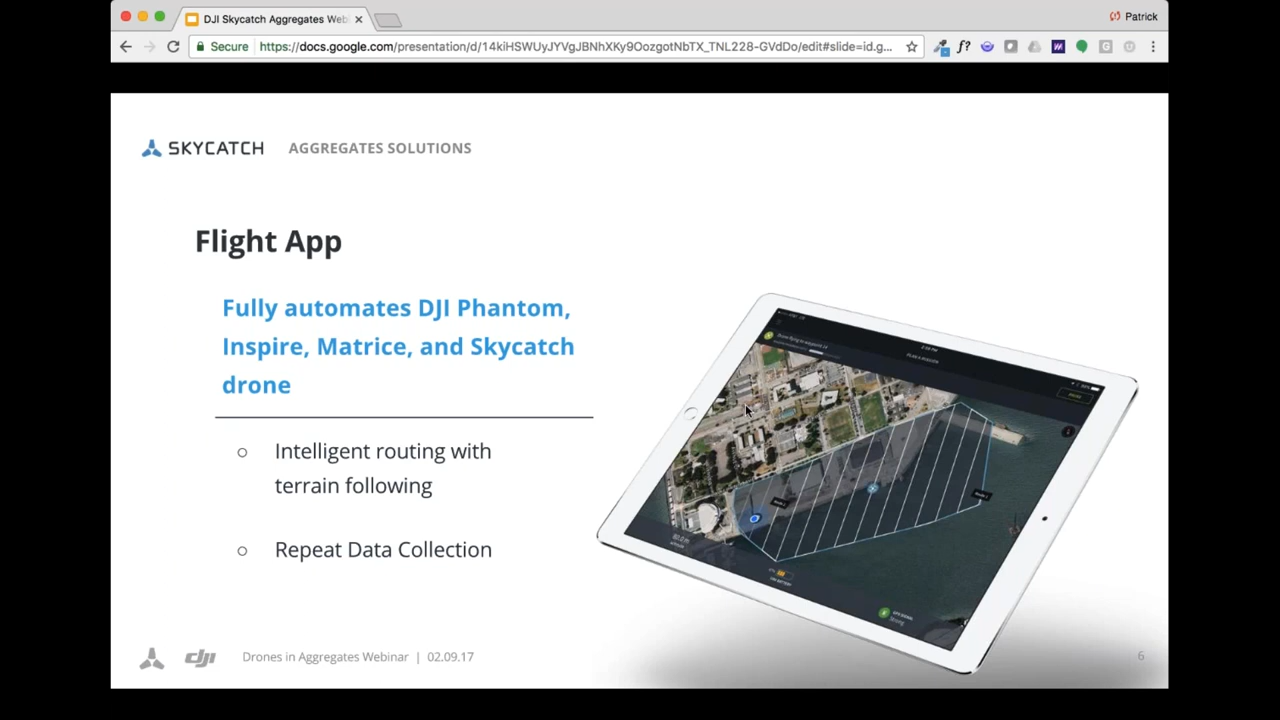 DJI Skycatch Aggregates Web
Patrick
Secure
https://docs.google.com/presentation/d/14kiHSWUyJYVgJBNhXKy9OozgotNbTX_TNL228-GVdDo/edit#slide=id.g...
SKYCATCH
AGGREGATES SOLUTIONS
Flight App
Fully automates DJI Phantom,
Inspire, Matrice, and Skycatch
drone
Intelligent routing with
terrain following
Repeat Data Collection
dji
Drones in Aggregates Webinar | 02.09.17
6